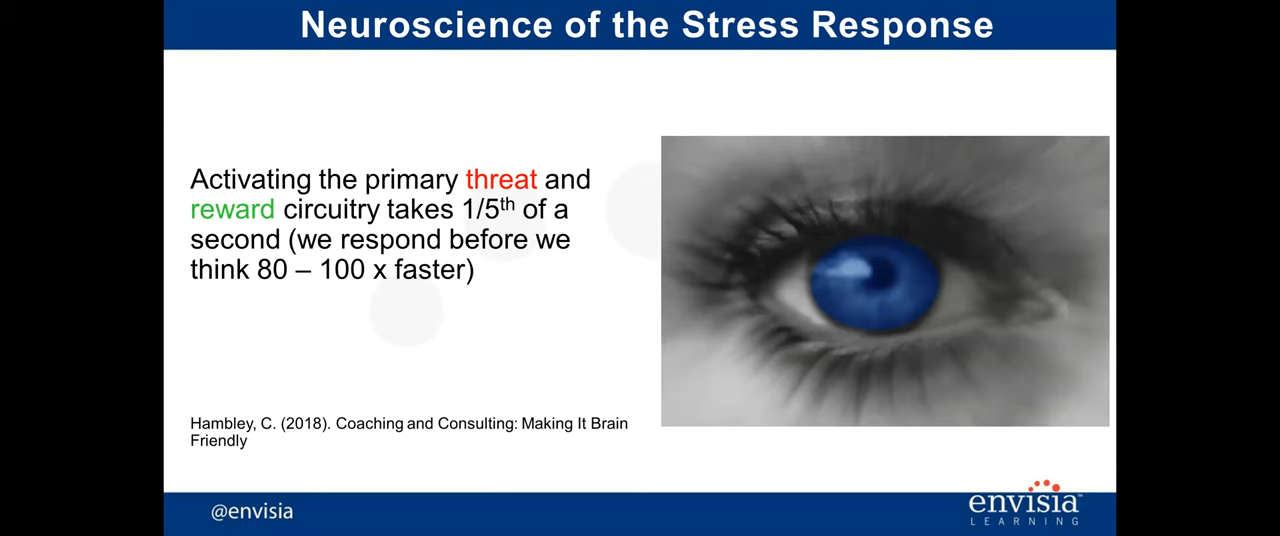 Neuroscience of the Stress Response
Activating the primary threat and
reward circuitry takes 1/5th of a
second (we respond before we
think 80 – 100 x faster)
Hambley, C. (2018). Coaching and Consulting: Making It Brain
Friendly
@envisia
envisia™
LEARNING